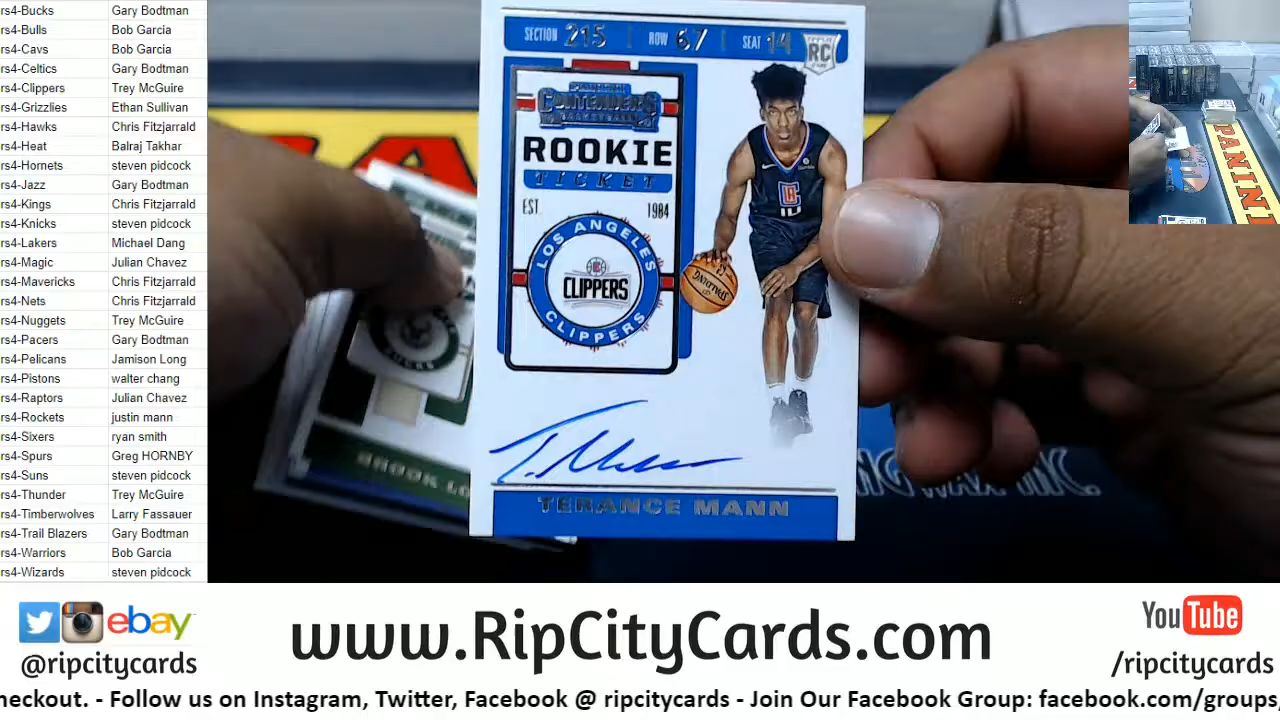 rs4-Bucks Gary Bodtman
rs4-Bulls Bob Garcia
rs4-Cavs Bob Garcia
rs4-Celtics Gary Bodtman
rs4-Clippers Trey McGuire
rs4-Grizzlies Ethan Sullivan
rs4-Hawks Chris Fitzjarrald
rs4-Heat Balraj Takhar
rs4-Hornets steven pidcock
rs4-Jazz Gary Bodtman
rs4-Kings Chris Fitzjarrald
rs4-Knicks steven pidcock
rs4-Lakers Michael Dang
rs4-Magic Julian Chavez
rs4-Mavericks Chris Fitzjarrald
rs4-Nets Chris Fitzjarrald
rs4-Nuggets Trey McGuire
rs4-Pacers Gary Bodtman
rs4-Pelicans Jamison Long
rs4-Pistons walter chang
rs4-Raptors Julian Chavez
rs4-Rockets justin mann
rs4-Sixers ryan smith
rs4-Spurs Greg HORNBY
rs4-Suns steven pidcock
rs4-Thunder Trey McGuire
rs4-Timberwolves Larry Fassauer
rs4-Trail Blazers Gary Bodtman
rs4-Warriors Bob Garcia
rs4-Wizards steven pidcock
SECTION 215 ROW 67 SEAT 14 RC
CONTENDERS
BASKETBALL
ROOKIE
TICKET
EST 1984
LOS ANGELES
CLIPPERS
CLIPPERS
SPALDING
TERANCE MANN
BUCKS
BROOK LO
PANINI
ebay
@ripcitycards
www.RipCityCards.com
YouTube
/ripcitycards
heckout. - Follow us on Instagram, Twitter, Facebook @ ripcitycards - Join Our Facebook Group: facebook.com/groups/